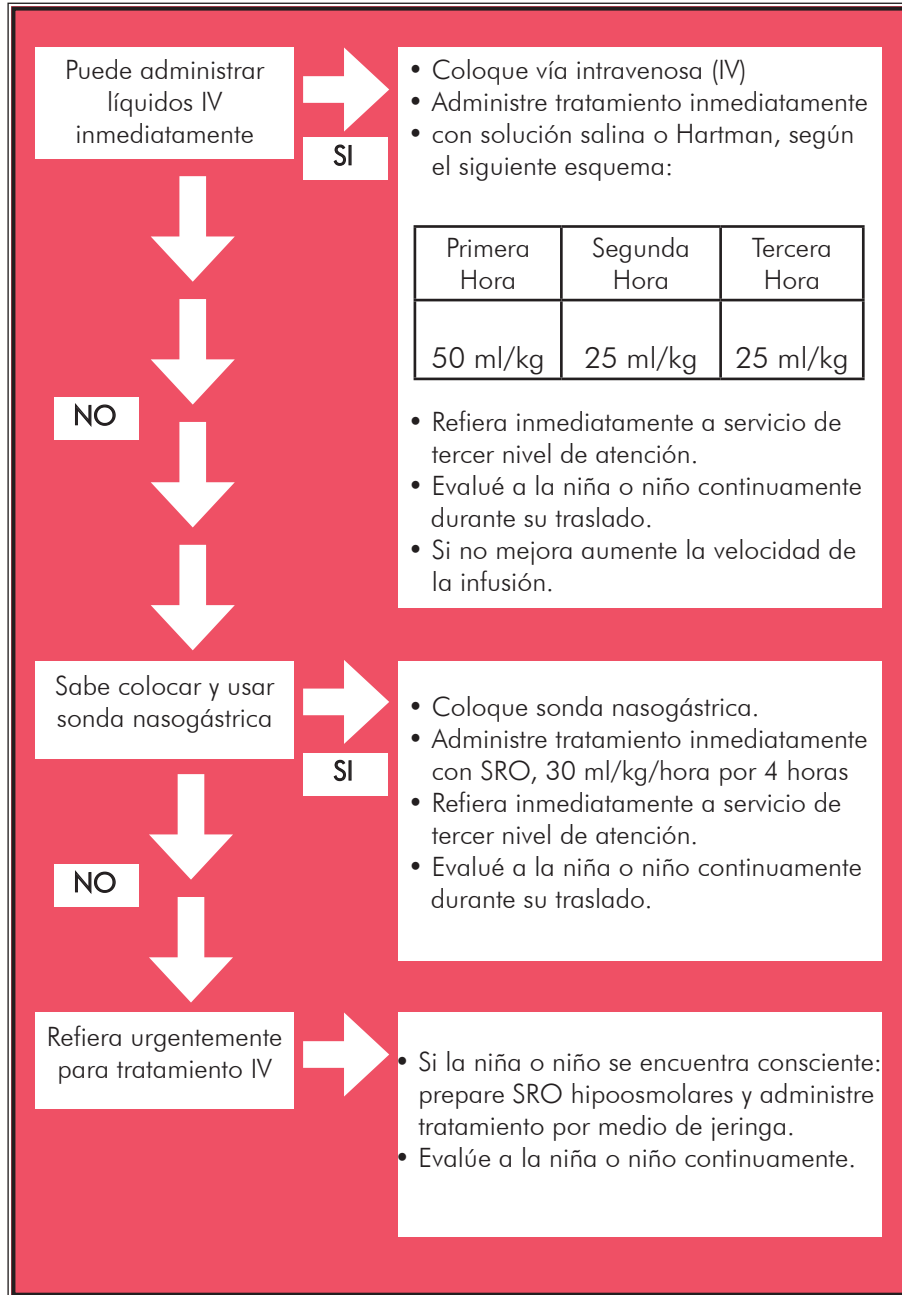 Puede administrar
líquidos IV
inmediatamente
SI
• Coloque vía intravenosa (IV)
• Administre tratamiento inmediatamente
• con solución salina o Hartman, según
el siguiente esquema:
Primera Hora
Segunda Hora
Tercera Hora
50 ml/kg
25 ml/kg
25 ml/kg
• Refiera inmediatamente a servicio de
tercer nivel de atención.
• Evalué a la niña o niño continuamente
durante su traslado.
• Si no mejora aumente la velocidad de
la infusión.
NO
Sabe colocar y usar
sonda nasogástrica
SI
• Coloque sonda nasogástrica.
• Administre tratamiento inmediatamente
con SRO, 30 ml/kg/hora por 4 horas
• Refiera inmediatamente a servicio de
tercer nivel de atención.
• Evalué a la niña o niño continuamente
durante su traslado.
NO
Refiera urgentemente
para tratamiento IV
• Si la niña o niño se encuentra consciente:
prepare SRO hipoosmolares y administre
tratamiento por medio de jeringa.
• Evalúe a la niña o niño continuamente.